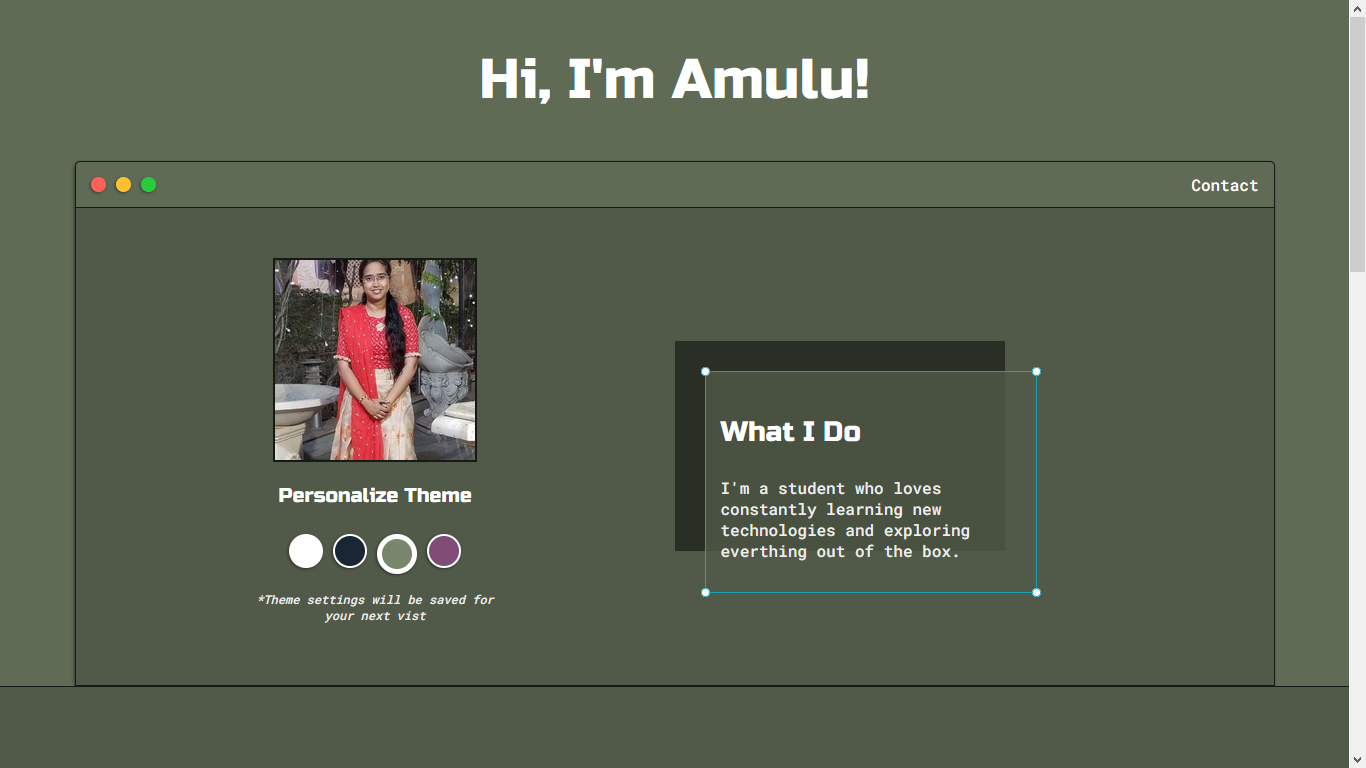 Hi, I'm Amulu!
Contact
Personalize Theme
*Theme settings will be saved for
your next vist
What I Do
I'm a student who loves
constantly learning new
technologies and exploring
everthing out of the box.